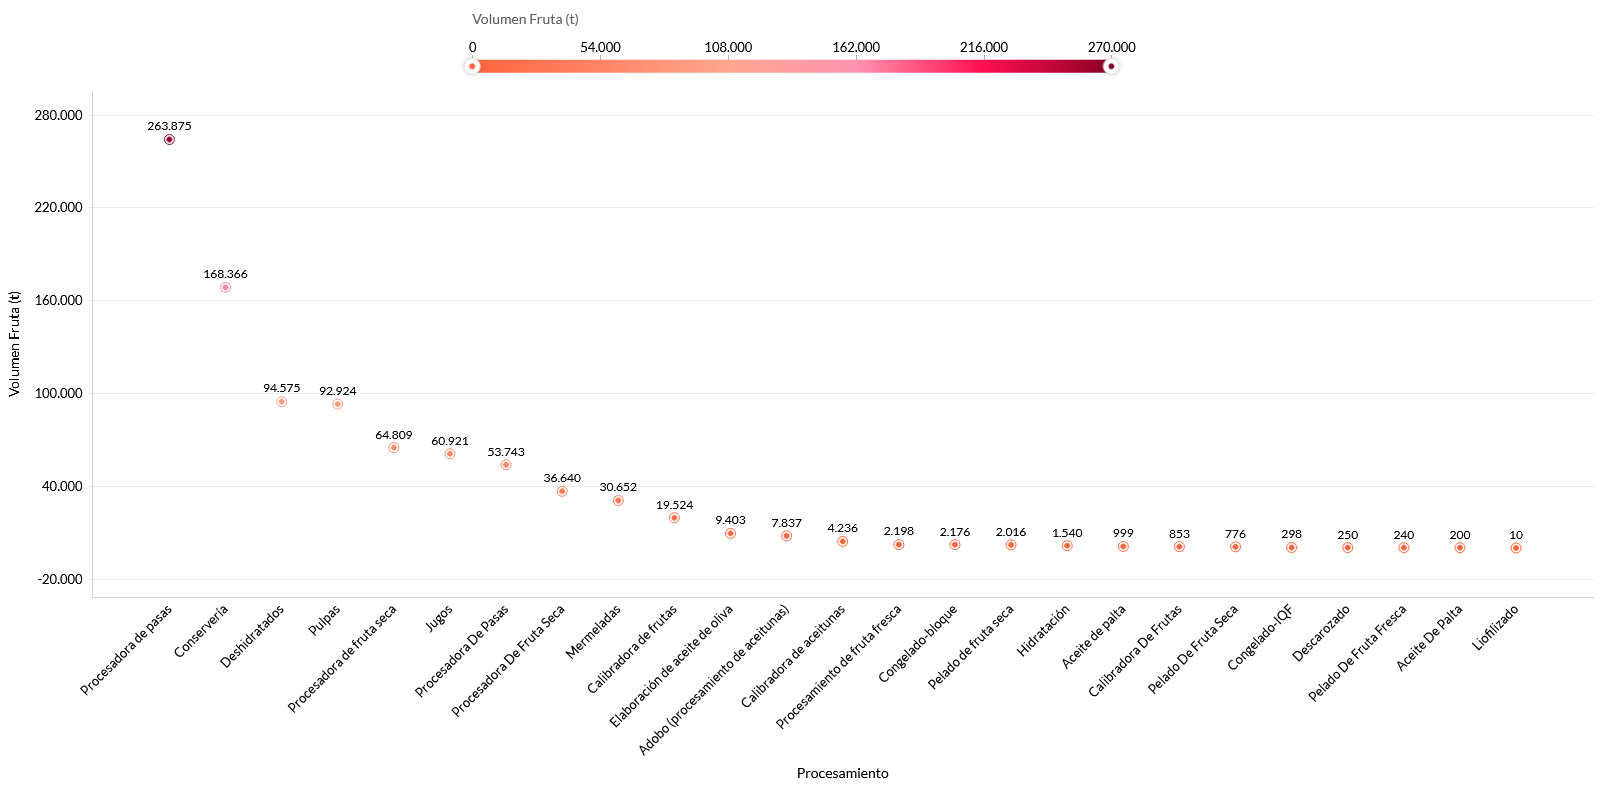 Volumen Fruta (t)
0 54.000 108.000 162.000 216.000 270.000
Volumen Fruta (t)
280.000
220.000
160.000
100.000
40.000
-20.000
263.875
168.366
94.575
92.924
64.809
60.921
53.743
36.640
30.652
19.524
9.403
7.837
4.236
2.198
2.176
2.016
1.540
999
853
776
298
250
240
200
10
Procesadora de pasas
Conservería
Deshidratados
Pulpas
Procesadora de fruta seca
Jugos
Procesadora De Pasas
Procesadora De Fruta Seca
Mermeladas
Calibradora de frutas
Elaboración de aceite de oliva
Adobo (procesamiento de aceitunas)
Calibradora de aceitunas
Procesamiento de fruta fresca
Congelado-bloque
Pelado de fruta seca
Hidratación
Aceite de palta
Calibradora De Frutas
Pelado De Fruta Seca
Congelado-IQF
Descarozado
Pelado De Fruta Fresca
Aceite De Palta
Liofilizado
Procesamiento